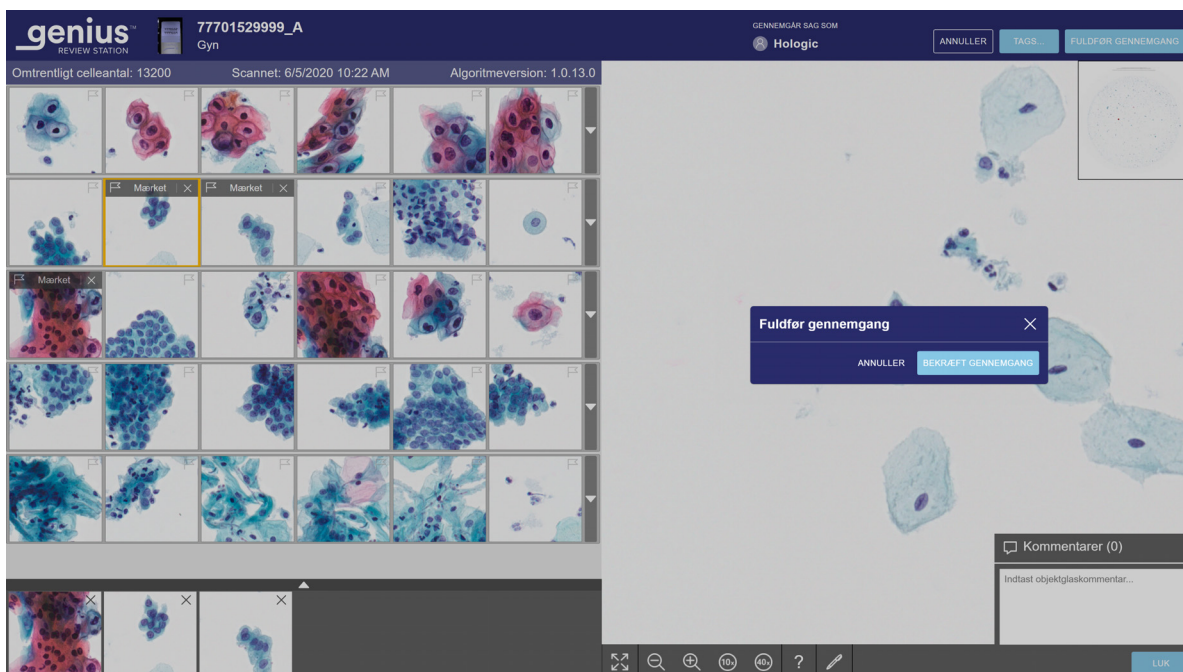 genius™
REVIEW STATION
77701529999_A
Gyn
GENNEMGÅR SAG SOM
Hologic
ANNULLER
TAGS...
FULDFØR GENNEMGANG
Omtrentligt celleantal: 13200
Scannet: 6/5/2020 10:22 AM
Algoritmeversion: 1.0.13.0
Mærket
Mærket
Mærket
Fuldfør gennemgang
ANNULLER
BEKRÆFT GENNEMGANG
Kommentarer (0)
Indtast objektglaskommentar...
10x
40x
?
LUK